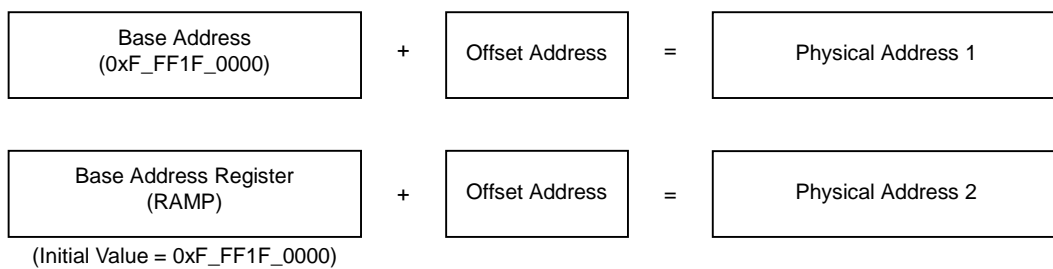 Base Address
(0xF_FF1F_0000)
+
Offset Address
=
Physical Address 1
Base Address Register
(RAMP)
+
Offset Address
=
Physical Address 2
(Initial Value = 0xF_FF1F_0000)